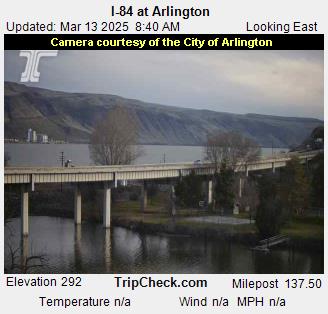 I-84 at Arlington
Updated: Mar 13 2025 8:40 AM Looking East
Camera courtesy of the City of Arlington
Elevation 292 TripCheck.com Milepost 137.50
Temperature n/a Wind n/a MPH n/a